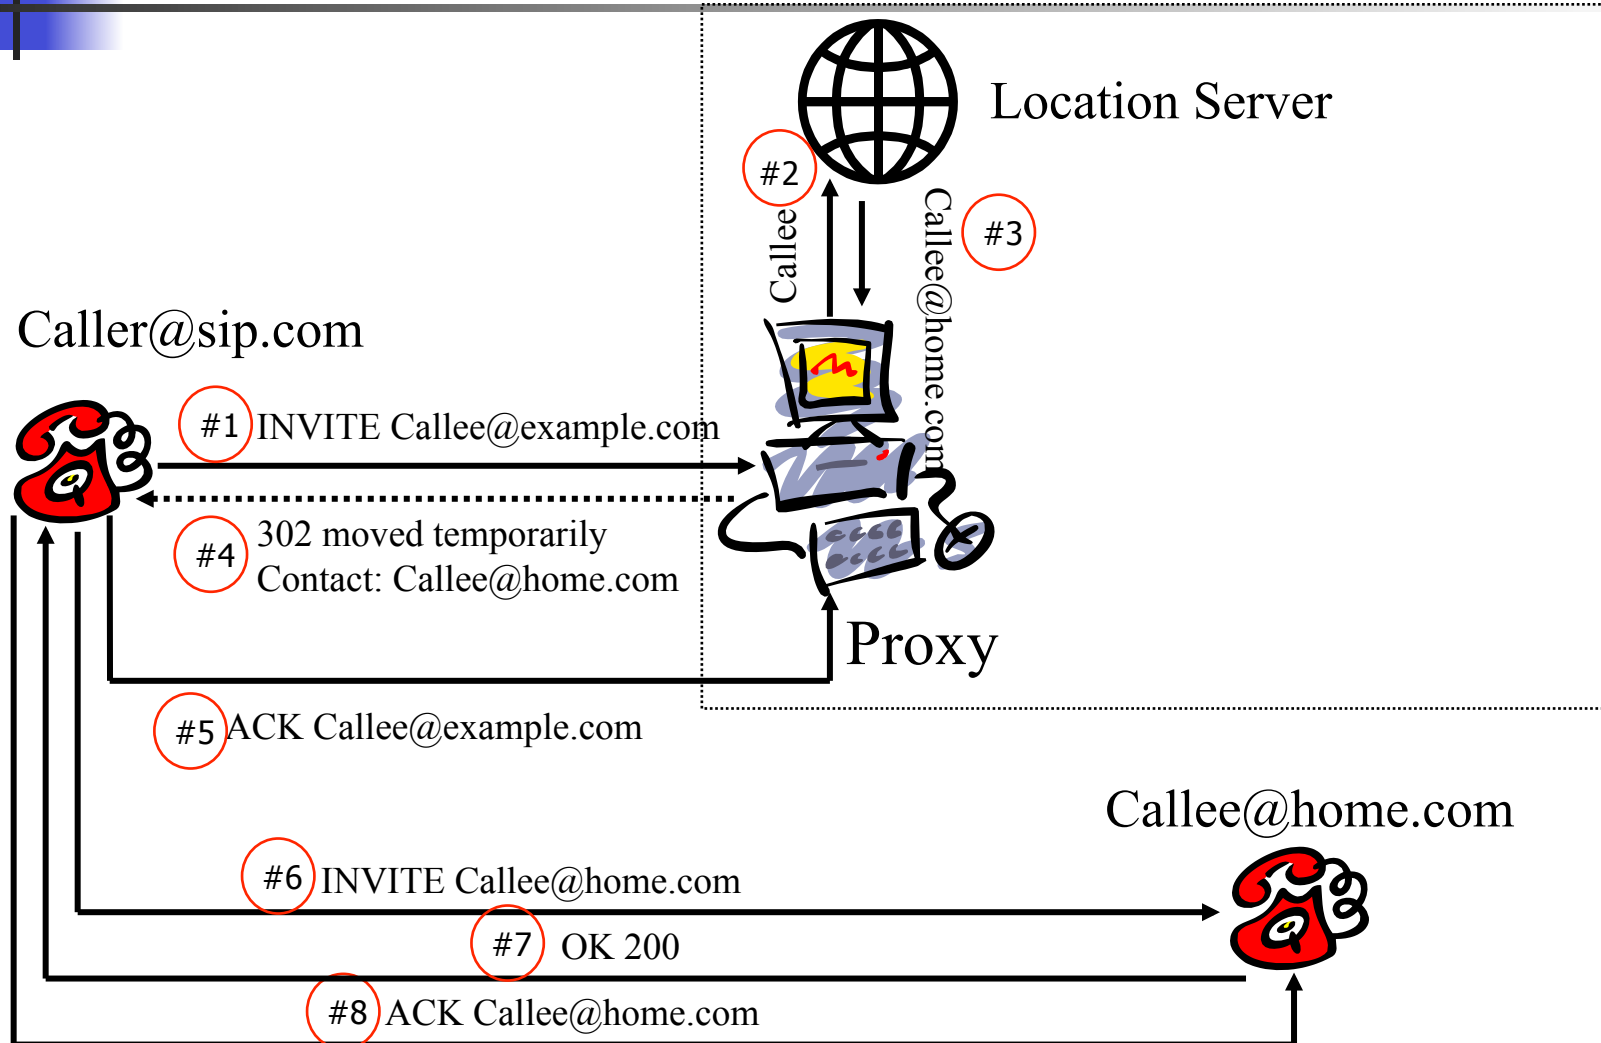 Location Server
#2
Callee
Callee@home.com
#3
Caller@sip.com
#1 INVITE Callee@example.com
#4 302 moved temporarily
Contact: Callee@home.com
Proxy
#5 ACK Callee@example.com
Callee@home.com
#6 INVITE Callee@home.com
#7 OK 200
#8 ACK Callee@home.com